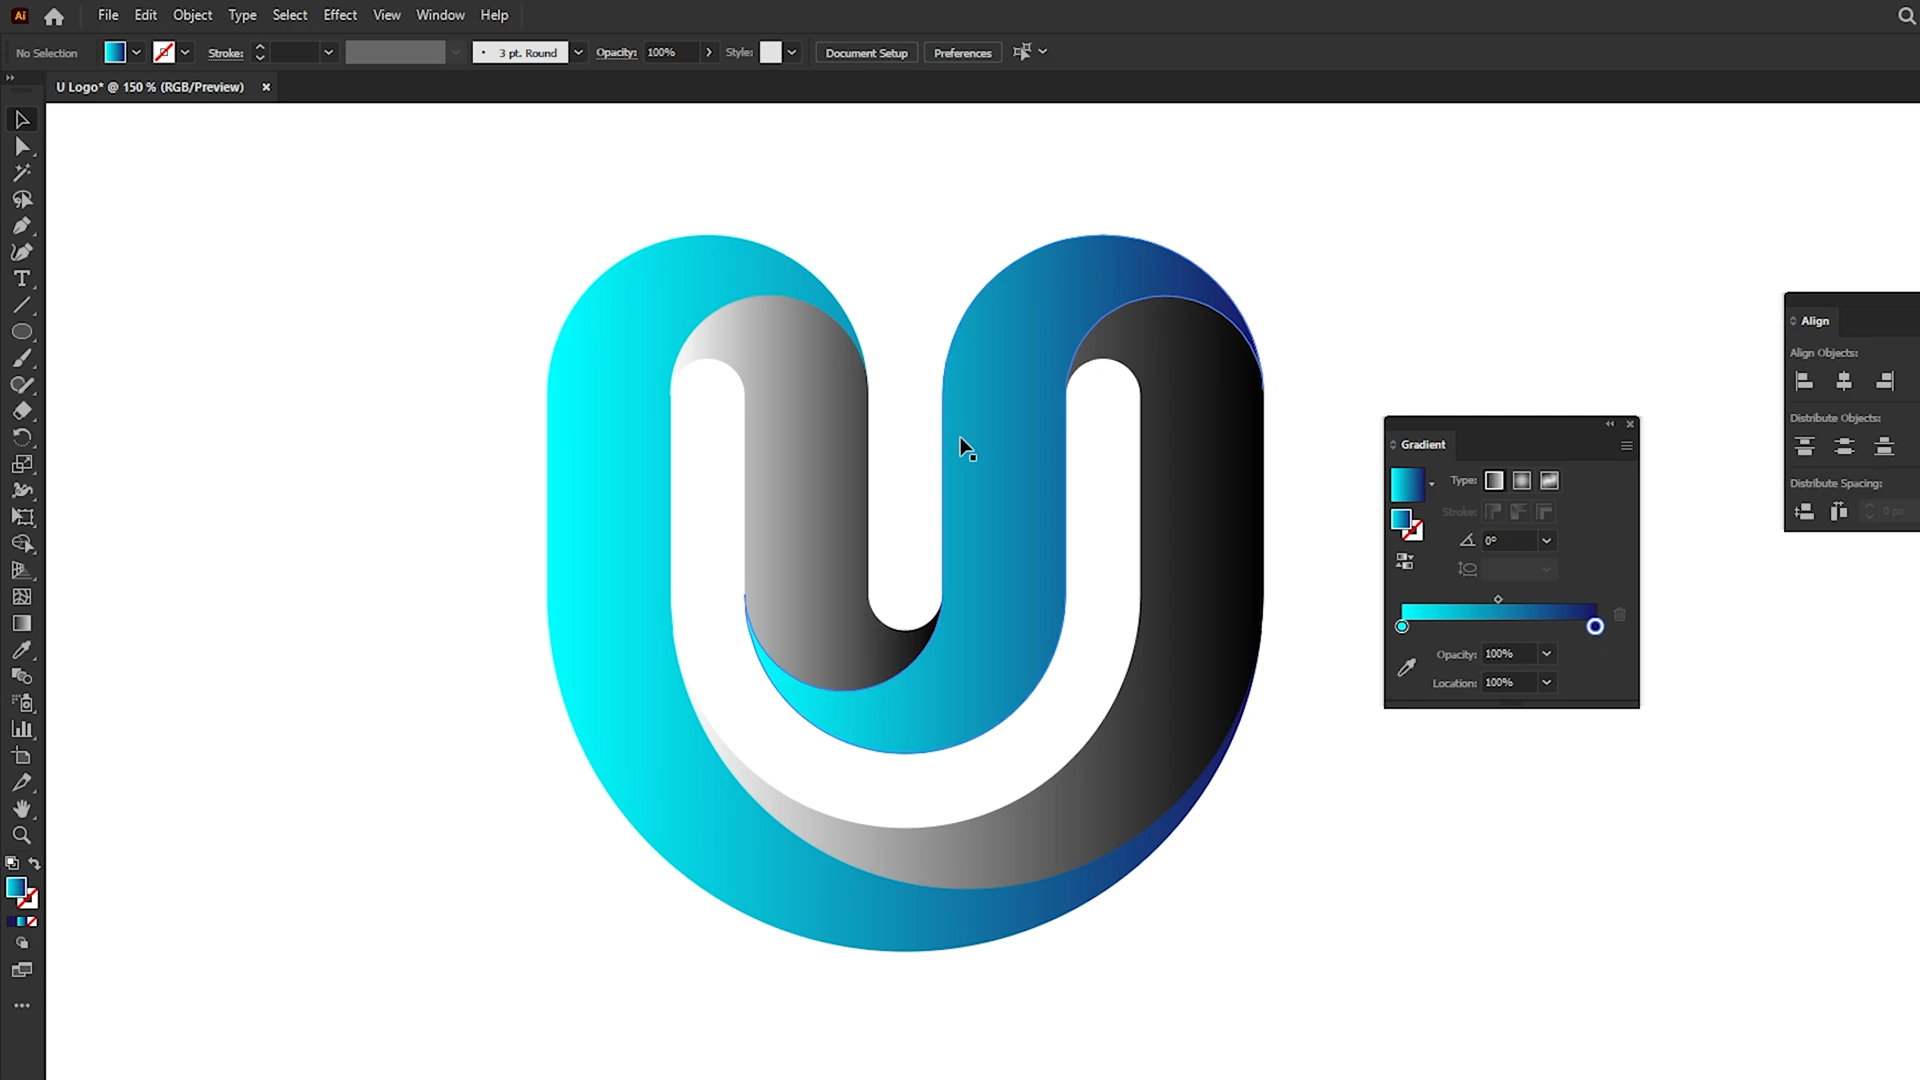 Ai File Edit Object Type Select Effect View Window Help
No Selection Stroke: 3 pt. Round Opacity: 100% Style: Document Setup Preferences
U Logo* @ 150 % (RGB/Preview)
Align
Align Objects:
Distribute Objects:
Distribute Spacing:
0 px
Gradient
Type:
Stroke:
0°
Opacity: 100%
Location: 100%